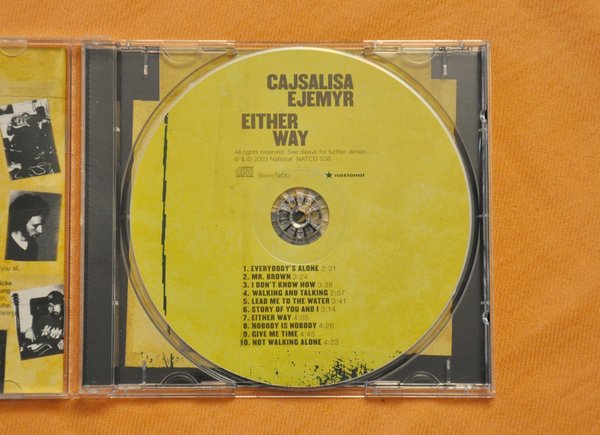 CAJSALISA
EJEMYR
EITHER
WAY
All rights reserved. See sleeve for further details.
℗ & © 2003 National NATCD 036
Biem/NCB
national
1. EVERYBODY'S ALONE 2:31
2. MR. BROWN 3:24
3. I DON'T KNOW HOW 3:38
4. WALKING AND TALKING 2:57
5. LEAD ME TO THE WATER 3:41
6. STORY OF YOU AND I 3:14
7. EITHER WAY 4:05
8. NOBODY IS NOBODY 4:26
9. GIVE ME TIME 4:45
10. NOT WALKING ALONE 4:23
you all.